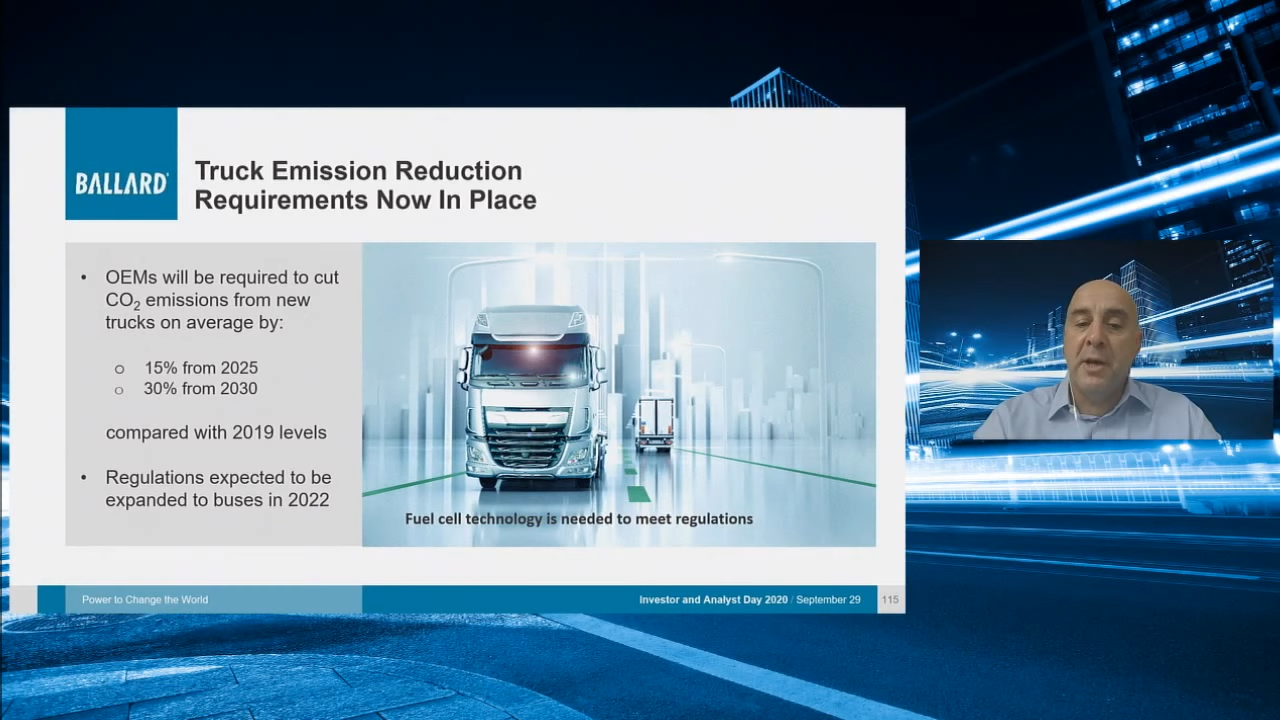 BALLARD
Truck Emission Reduction
Requirements Now In Place
• OEMs will be required to cut
CO₂ emissions from new
trucks on average by:
o 15% from 2025
o 30% from 2030
compared with 2019 levels
• Regulations expected to be
expanded to buses in 2022
Fuel cell technology is needed to meet regulations
Power to Change the World
Investor and Analyst Day 2020 / September 29
115